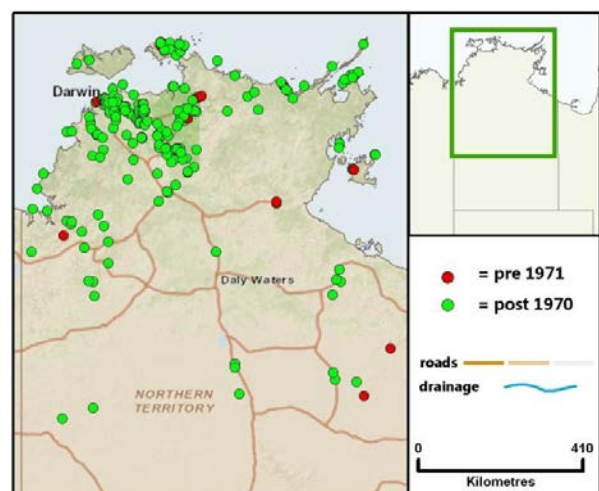 Darwin
Daly Waters
NORTHERN
TERRITORY
= pre 1971
= post 1970
roads
drainage
0 410
Kilometres